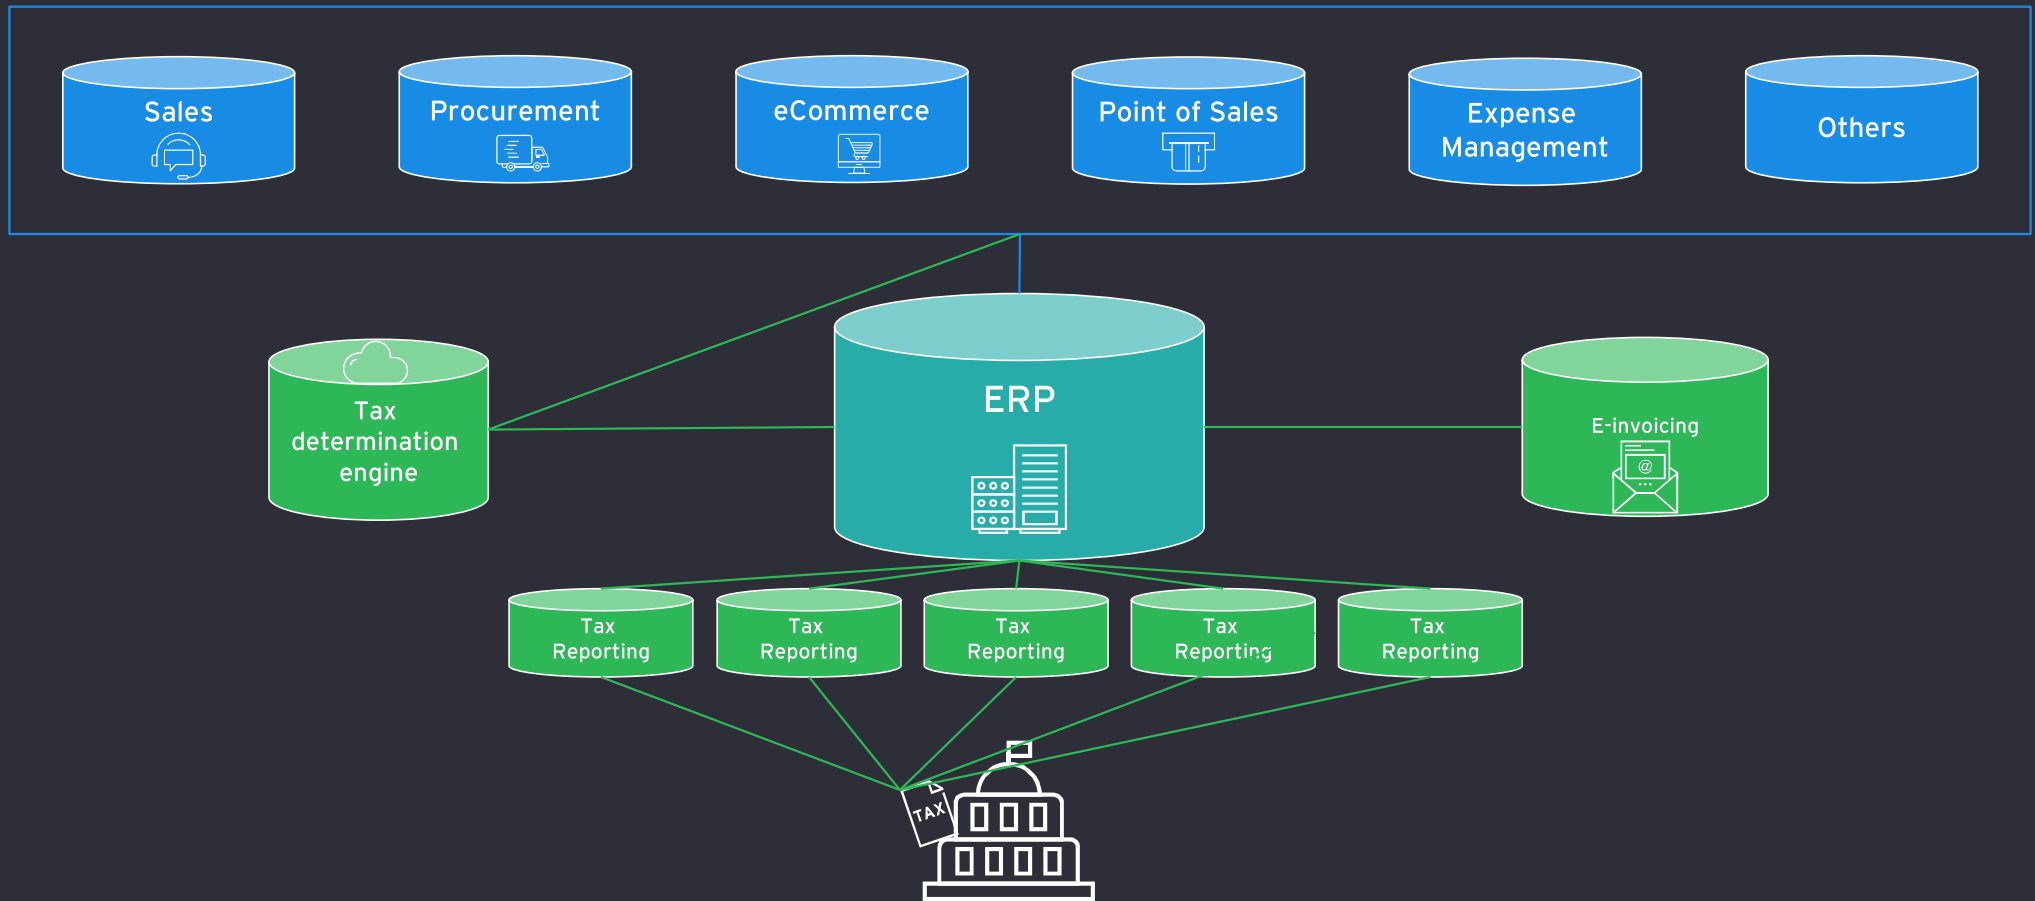 Sales
Procurement
eCommerce
Point of Sales
Expense
Management
Others
Tax
determination
engine
ERP
E-invoicing
@
Tax
Reporting
Tax
Reporting
Tax
Reporting
Tax
Reporting
Tax
Reporting
TAX